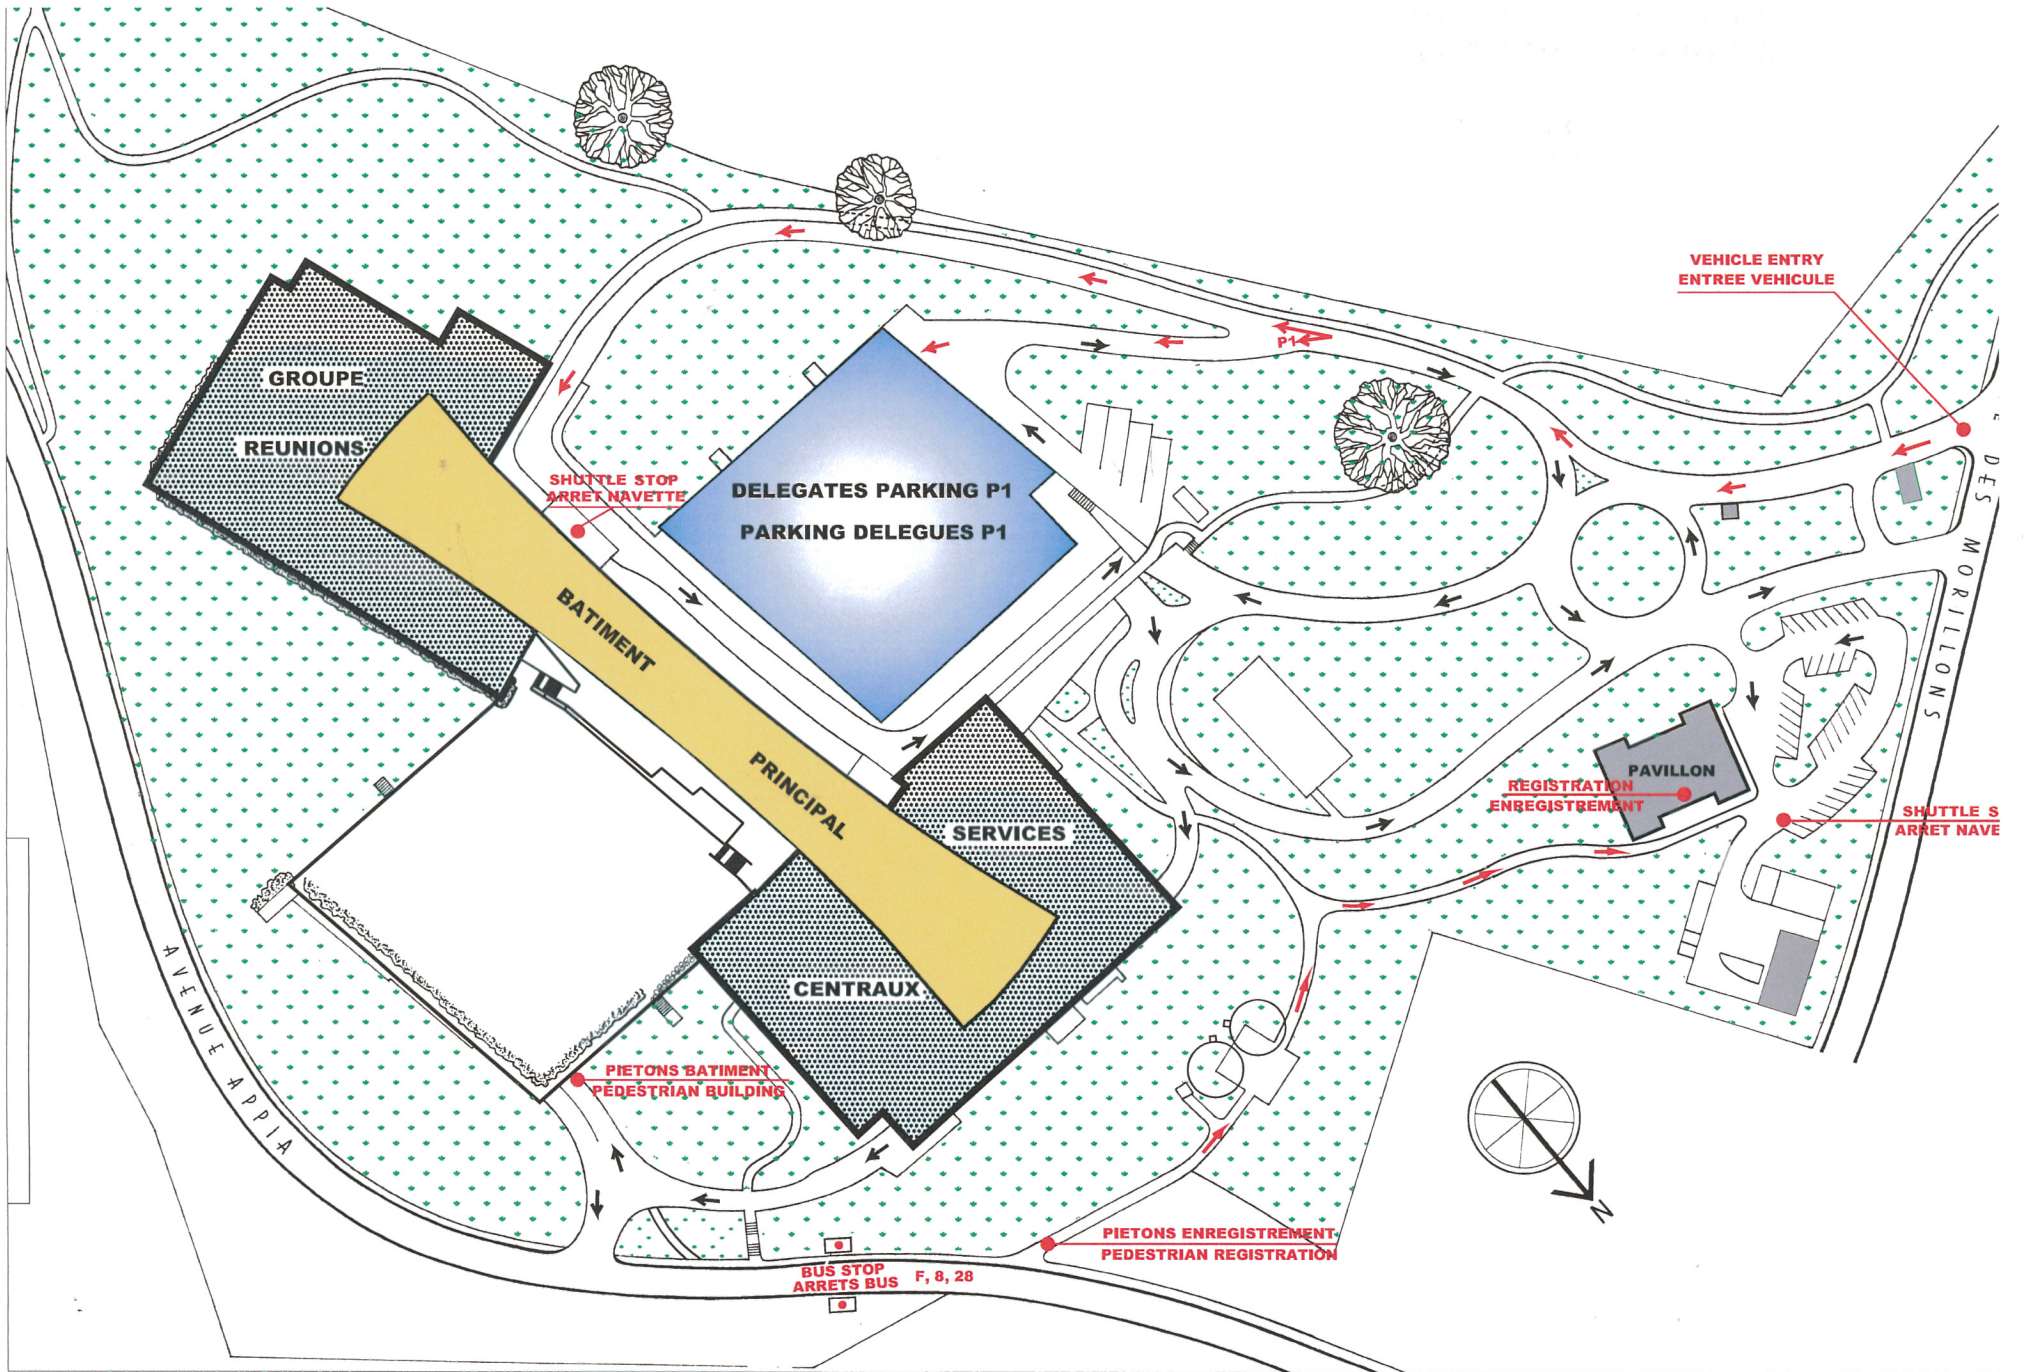 VEHICLE ENTRY
ENTREE VEHICULE
P1
GROUPE
REUNIONS
SHUTTLE STOP
ARRET NAVETTE
DELEGATES PARKING P1
PARKING DELEGUES P1
DES MORILLONS
BATIMENT
PRINCIPAL
PAVILLON
REGISTRATION
ENREGISTREMENT
SHUTTLE S
ARRET NAVE
SERVICES
CENTRAUX
AVENUE APPIA
PIETONS BATIMENT
PEDESTRIAN BUILDING
N
PIETONS ENREGISTREMENT
PEDESTRIAN REGISTRATION
BUS STOP
ARRETS BUS F, 8, 28